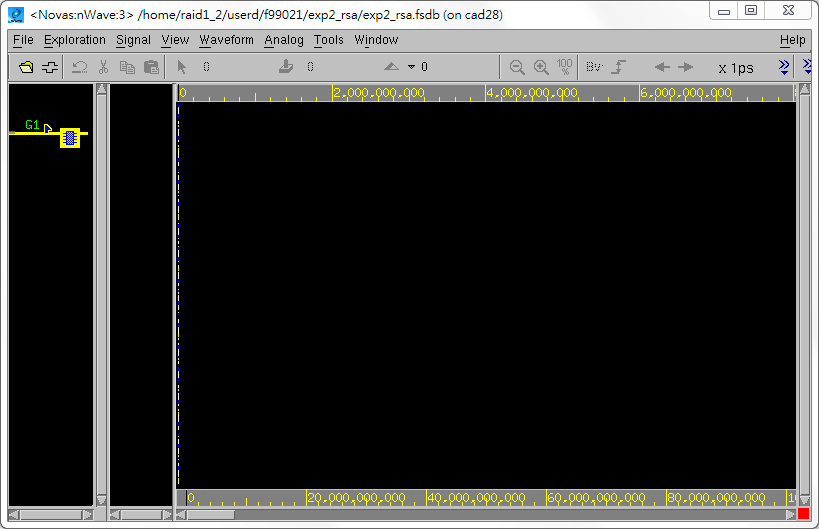 <Novas:nWave:3> /home/raid1_2/userd/f99021/exp2_rsa/exp2_rsa.fsdb (on cad28)
File Exploration Signal View Waveform Analog Tools Window Help
0 0 0 100% By x 1ps
0 2,000,000,000 4,000,000,000 6,000,000,000
G1
0 20,000,000,000 40,000,000,000 60,000,000,000 80,000,000,000